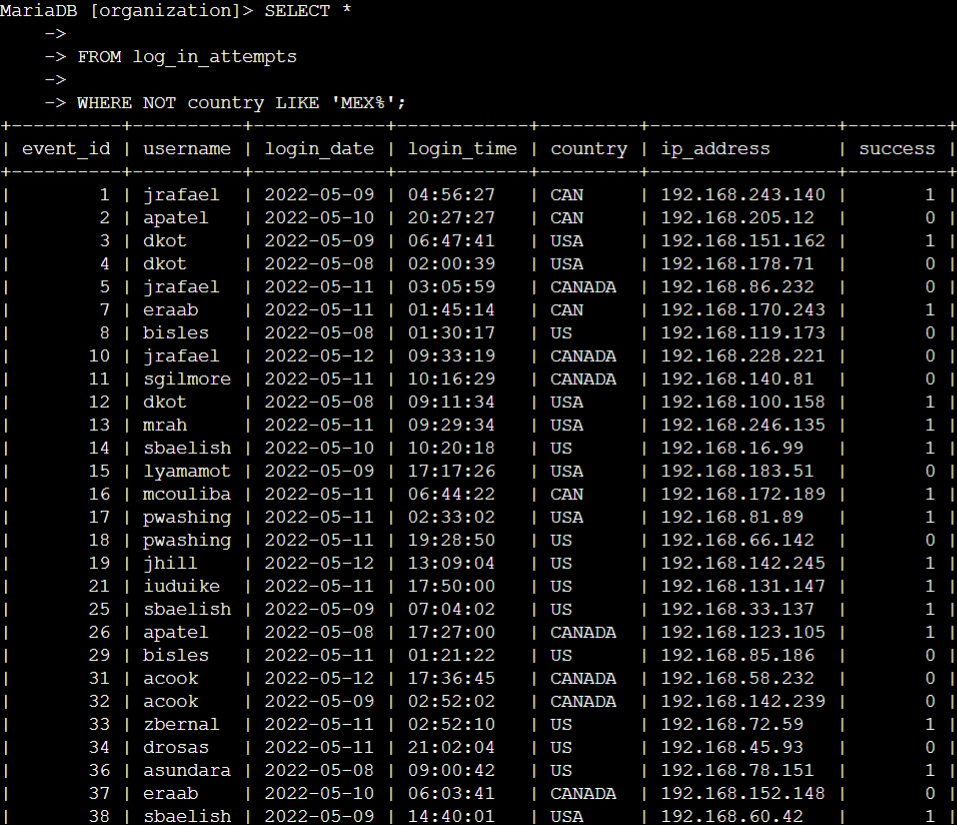 MariaDB [organization]> SELECT *
    ->
    -> FROM log_in_attempts
    ->
    -> WHERE NOT country LIKE 'MEX%';
+----------+----------+------------+------------+---------+-----------------+---------+
| event_id | username | login_date | login_time | country | ip_address      | success |
+----------+----------+------------+------------+---------+-----------------+---------+
|        1 | jrafael  | 2022-05-09 | 04:56:27   | CAN     | 192.168.243.140 |       1 |
|        2 | apatel   | 2022-05-10 | 20:27:27   | CAN     | 192.168.205.12  |       0 |
|        3 | dkot     | 2022-05-09 | 06:47:41   | USA     | 192.168.151.162 |       1 |
|        4 | dkot     | 2022-05-08 | 02:00:39   | USA     | 192.168.178.71  |       0 |
|        5 | jrafael  | 2022-05-11 | 03:05:59   | CANADA  | 192.168.86.232  |       0 |
|        7 | eraab    | 2022-05-11 | 01:45:14   | CAN     | 192.168.170.243 |       1 |
|        8 | bisles   | 2022-05-08 | 01:30:17   | US      | 192.168.119.173 |       0 |
|       10 | jrafael  | 2022-05-12 | 09:33:19   | CANADA  | 192.168.228.221 |       0 |
|       11 | sgilmore | 2022-05-11 | 10:16:29   | CANADA  | 192.168.140.81  |       0 |
|       12 | dkot     | 2022-05-08 | 09:11:34   | USA     | 192.168.100.158 |       1 |
|       13 | mrah     | 2022-05-11 | 09:29:34   | USA     | 192.168.246.135 |       1 |
|       14 | sbaelish | 2022-05-10 | 10:20:18   | US      | 192.168.16.99   |       1 |
|       15 | lyamamot | 2022-05-09 | 17:17:26   | USA     | 192.168.183.51  |       0 |
|       16 | mcouliba | 2022-05-11 | 06:44:22   | CAN     | 192.168.172.189 |       1 |
|       17 | pwashing | 2022-05-11 | 02:33:02   | USA     | 192.168.81.89   |       1 |
|       18 | pwashing | 2022-05-11 | 19:28:50   | US      | 192.168.66.142  |       0 |
|       19 | jhill    | 2022-05-12 | 13:09:04   | US      | 192.168.142.245 |       1 |
|       21 | iuduike  | 2022-05-11 | 17:50:00   | US      | 192.168.131.147 |       1 |
|       25 | sbaelish | 2022-05-09 | 07:04:02   | US      | 192.168.33.137  |       1 |
|       26 | apatel   | 2022-05-08 | 17:27:00   | CANADA  | 192.168.123.105 |       1 |
|       29 | bisles   | 2022-05-11 | 01:21:22   | US      | 192.168.85.186  |       0 |
|       31 | acook    | 2022-05-12 | 17:36:45   | CANADA  | 192.168.58.232  |       0 |
|       32 | acook    | 2022-05-09 | 02:52:02   | CANADA  | 192.168.142.239 |       0 |
|       33 | zbernal  | 2022-05-11 | 02:52:10   | US      | 192.168.72.59   |       1 |
|       34 | drosas   | 2022-05-11 | 21:02:04   | US      | 192.168.45.93   |       0 |
|       36 | asundara | 2022-05-08 | 09:00:42   | US      | 192.168.78.151  |       1 |
|       37 | eraab    | 2022-05-10 | 06:03:41   | CANADA  | 192.168.152.148 |       0 |
|       38 | sbaelish | 2022-05-09 | 14:40:01   | USA     | 192.168.60.42   |       1 |